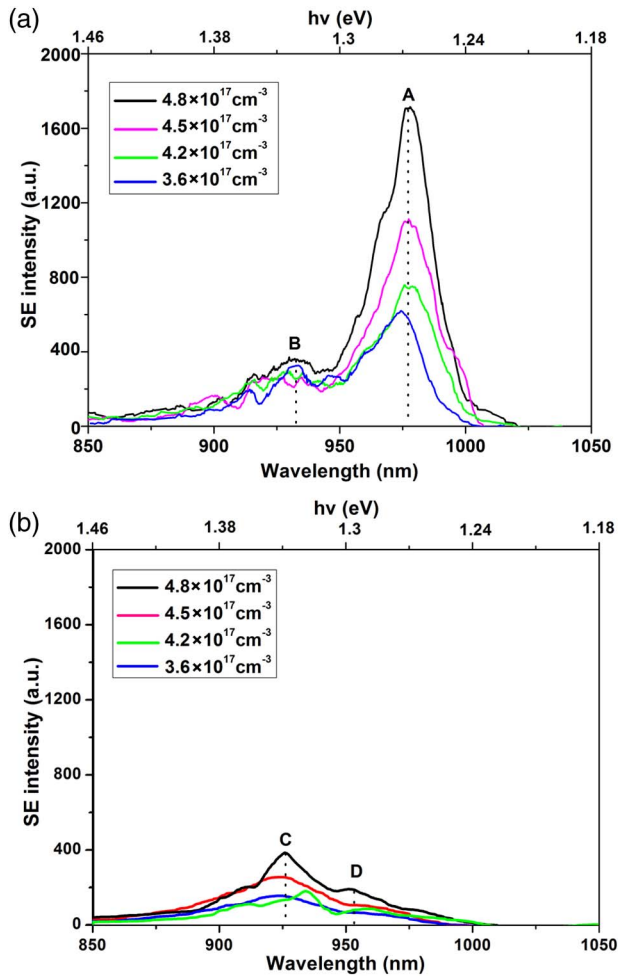 (a)
hν (eV)
1.46 1.38 1.3 1.24 1.18
2000
1600
1200
800
400
0
SE intensity (a.u.)
4.8×10¹⁷cm⁻³
4.5×10¹⁷cm⁻³
4.2×10¹⁷cm⁻³
3.6×10¹⁷cm⁻³
A
B
850 900 950 1000 1050
Wavelength (nm)
(b)
hν (eV)
1.46 1.38 1.3 1.24 1.18
2000
1600
1200
800
400
0
SE intensity (a.u.)
4.8×10¹⁷cm⁻³
4.5×10¹⁷cm⁻³
4.2×10¹⁷cm⁻³
3.6×10¹⁷cm⁻³
C
D
850 900 950 1000 1050
Wavelength (nm)